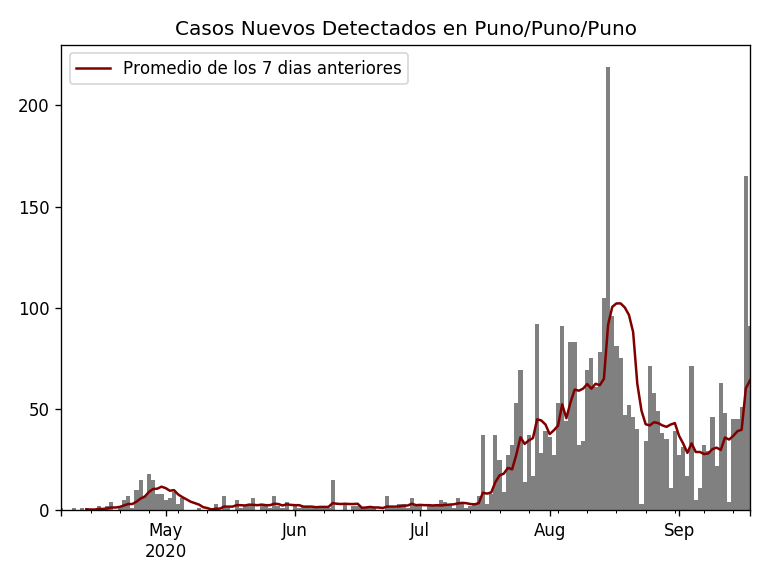 Casos Nuevos Detectados en Puno/Puno/Puno
Promedio de los 7 dias anteriores
200
150
100
50
0
May
2020
Jun
Jul
Aug
Sep